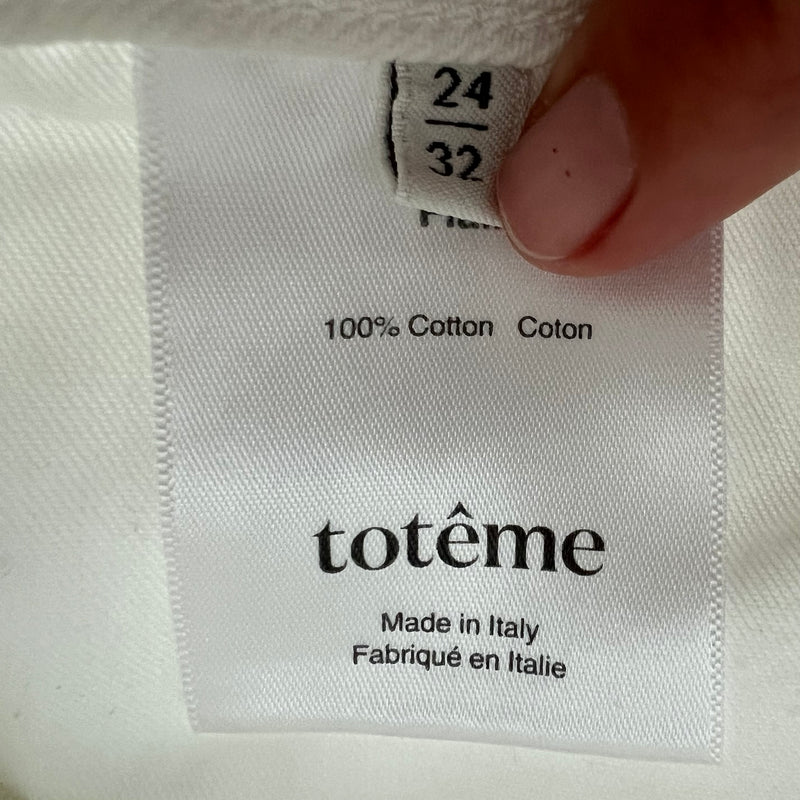 24
32
100% Cotton Coton
totême
Made in Italy
Fabriqué en Italie